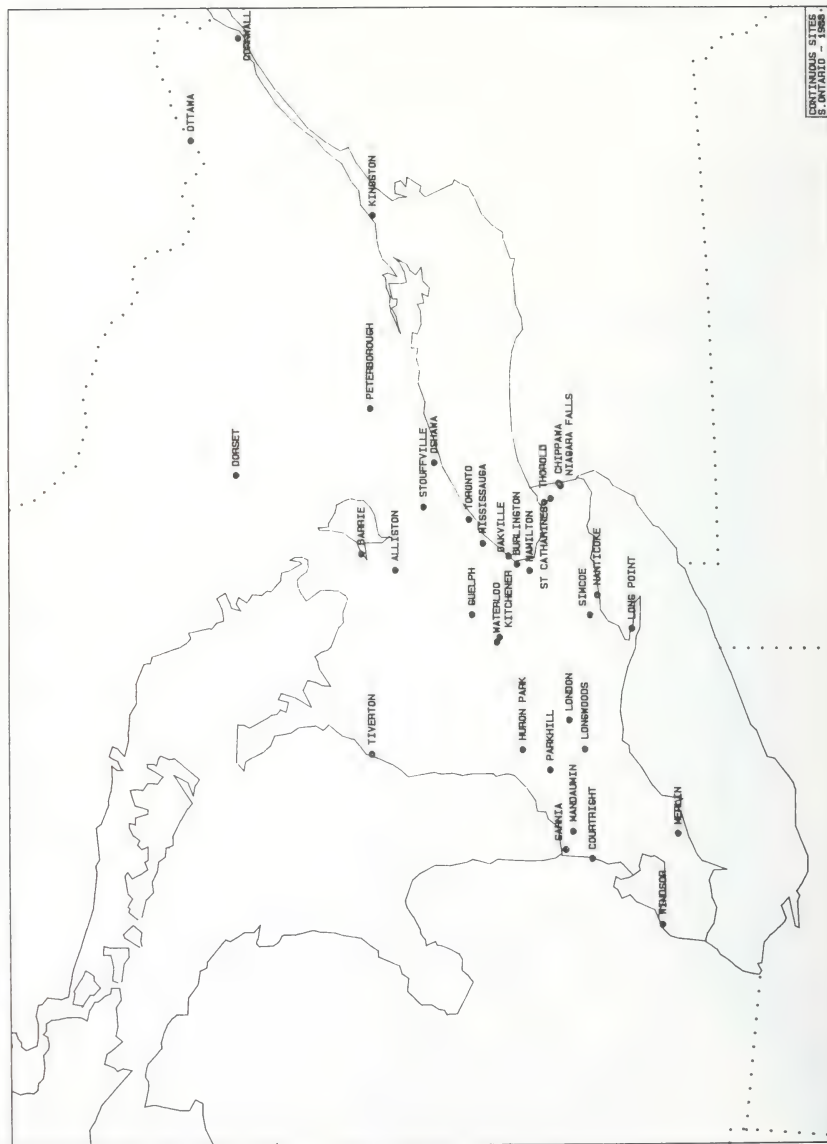 CORNWALL
OTTAWA
KINGSTON
PETERBOROUGH
DORSET
STOUFFVILLE
OSHAWA
BARRIE
ALLISTON
TORONTO
MISSISSAUGA
OAKVILLE
BURLINGTON
HAMILTON
THOROLD
ST CATHARINES
CHIPPAWA
NIAGARA FALLS
GUELPH
WATERLOO
KITCHENER
SIMCOE
NANTICOKE
LONG POINT
TIVERTON
HURON PARK
PARKHILL
LONDON
LONGWOODS
SARNIA
MANDAUMIN
COURTRIGHT
MERLIN
WINDSOR
CONTINUOUS SITES
S.ONTARIO - 1988.